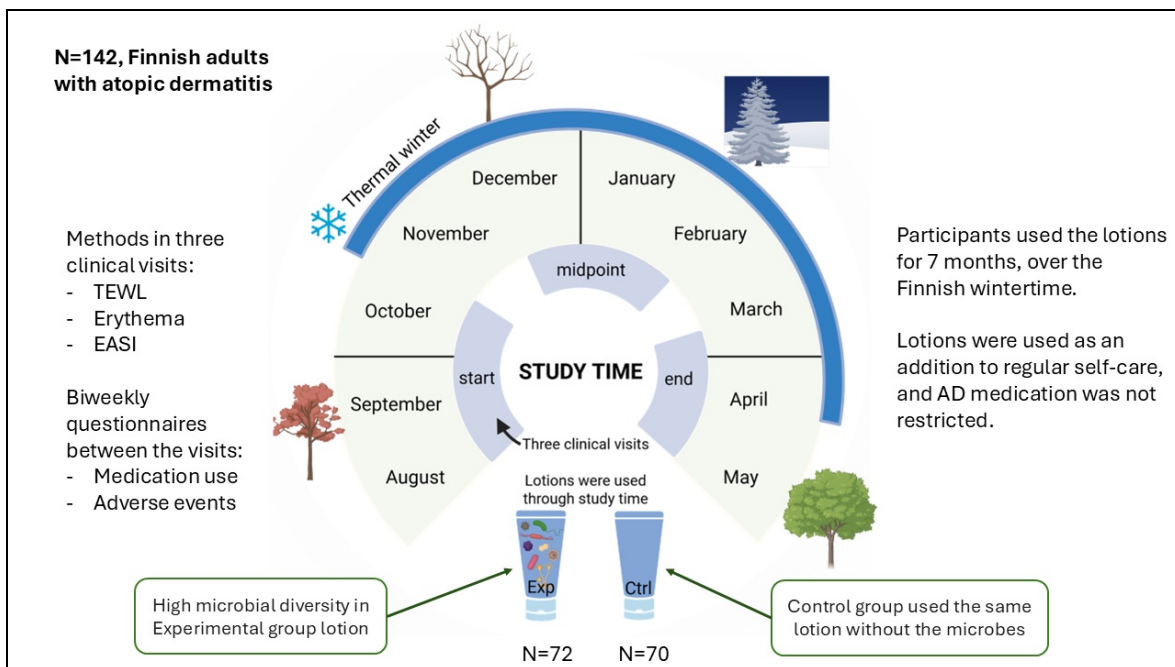 N=142, Finnish adults
with atopic dermatitis
Thermal winter
December
January
November
February
October
March
September
April
August
May
start
midpoint
end
STUDY TIME
Three clinical visits
Lotions were used
through study time
Methods in three
clinical visits:
- TEWL
- Erythema
- EASI
Biweekly
questionnaires
between the visits:
- Medication use
- Adverse events
Participants used the lotions
for 7 months, over the
Finnish wintertime.
Lotions were used as an
addition to regular self-care,
and AD medication was not
restricted.
Exp
Ctrl
High microbial diversity in
Experimental group lotion
Control group used the same
lotion without the microbes
N=72
N=70